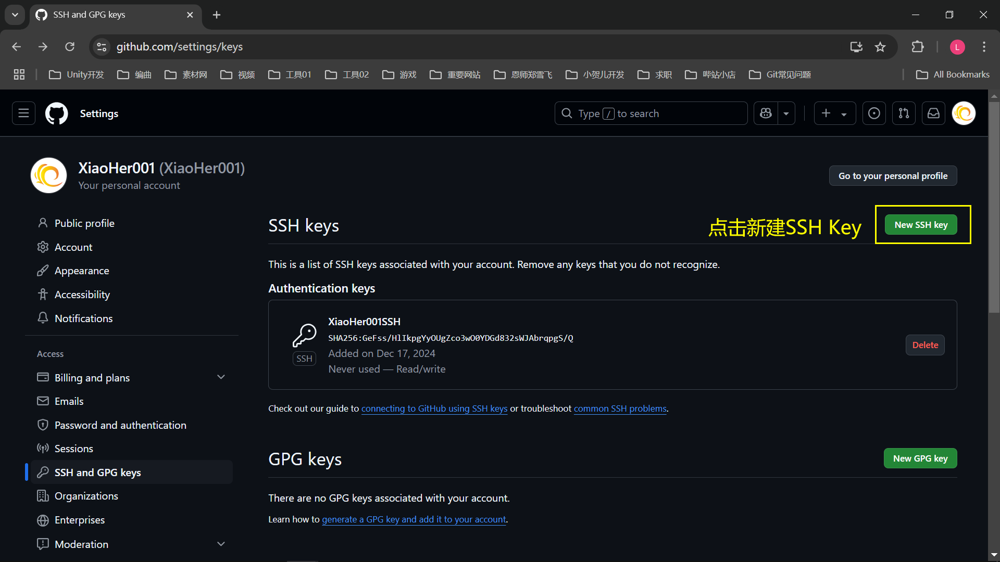 SSH and GPG keys
github.com/settings/keys
Unity开发 编曲 素材网 视频 工具01 工具02 游戏 重要网站 恩师郑雪飞 小贺儿开发 求职 哔站小店 Git常见问题 All Bookmarks
L
Settings
Type / to search
XiaoHer001 (XiaoHer001)
Your personal account
Go to your personal profile
Public profile
Account
Appearance
Accessibility
Notifications
Access
Billing and plans
Emails
Password and authentication
Sessions
SSH and GPG keys
Organizations
Enterprises
Moderation
SSH keys
点击新建SSH Key
New SSH key
This is a list of SSH keys associated with your account. Remove any keys that you do not recognize.
Authentication keys
XiaoHer001SSH
SHA256:GeFss/HlIkpgYyOUgZco3wO0YDGd832sWJAbrqpgS/Q
Added on Dec 17, 2024
Never used — Read/write
SSH
Delete
Check out our guide to connecting to GitHub using SSH keys or troubleshoot common SSH problems.
GPG keys
New GPG key
There are no GPG keys associated with your account.
Learn how to generate a GPG key and add it to your account.